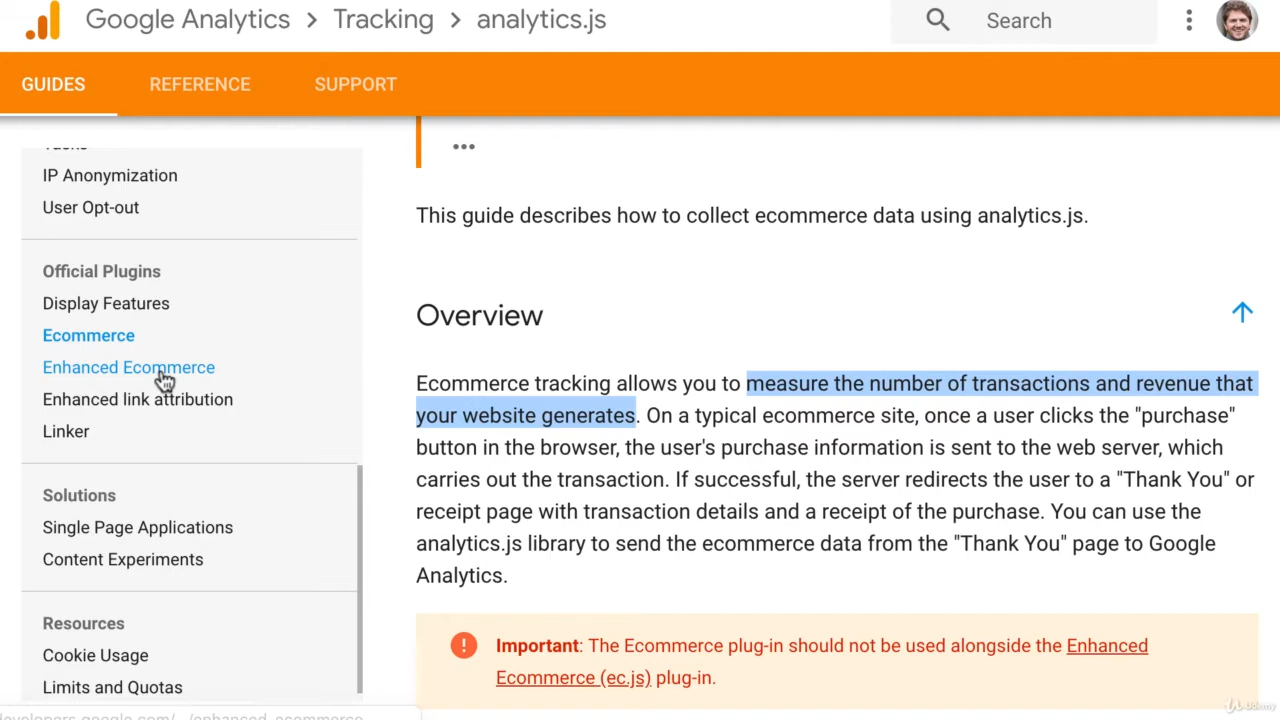 Google Analytics > Tracking > analytics.js
Search
GUIDES
REFERENCE
SUPPORT
Tasks
IP Anonymization
User Opt-out
Official Plugins
Display Features
Ecommerce
Enhanced Ecommerce
Enhanced link attribution
Linker
Solutions
Single Page Applications
Content Experiments
Resources
Cookie Usage
Limits and Quotas
This guide describes how to collect ecommerce data using analytics.js.
Overview
Ecommerce tracking allows you to measure the number of transactions and revenue that
your website generates. On a typical ecommerce site, once a user clicks the "purchase"
button in the browser, the user's purchase information is sent to the web server, which
carries out the transaction. If successful, the server redirects the user to a "Thank You" or
receipt page with transaction details and a receipt of the purchase. You can use the
analytics.js library to send the ecommerce data from the "Thank You" page to Google
Analytics.
Important: The Ecommerce plug-in should not be used alongside the Enhanced
Ecommerce (ec.js) plug-in.
developers.google.com/.../enhanced-ecommerce
Udemy